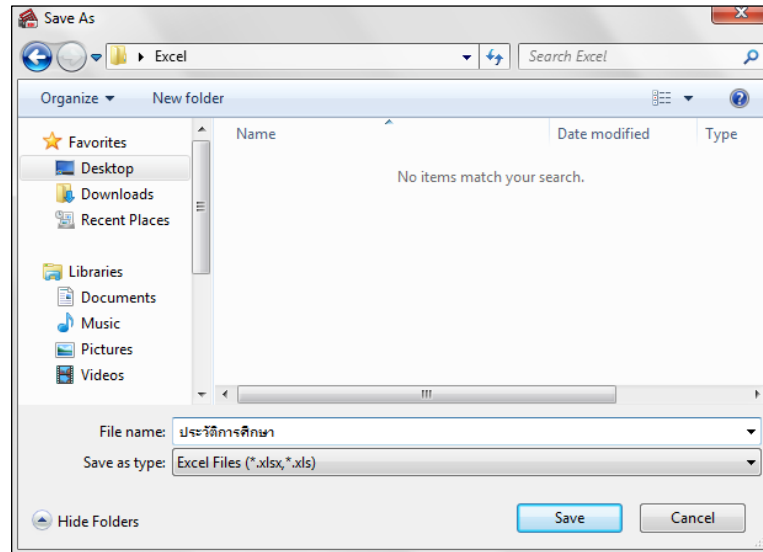 Save As
Excel
Search Excel
Organize New folder
Favorites
Desktop
Downloads
Recent Places
Libraries
Documents
Music
Pictures
Videos
Name Date modified Type
No items match your search.
File name: ประวัติการศึกษา
Save as type: Excel Files (*.xlsx,*.xls)
Hide Folders Save Cancel